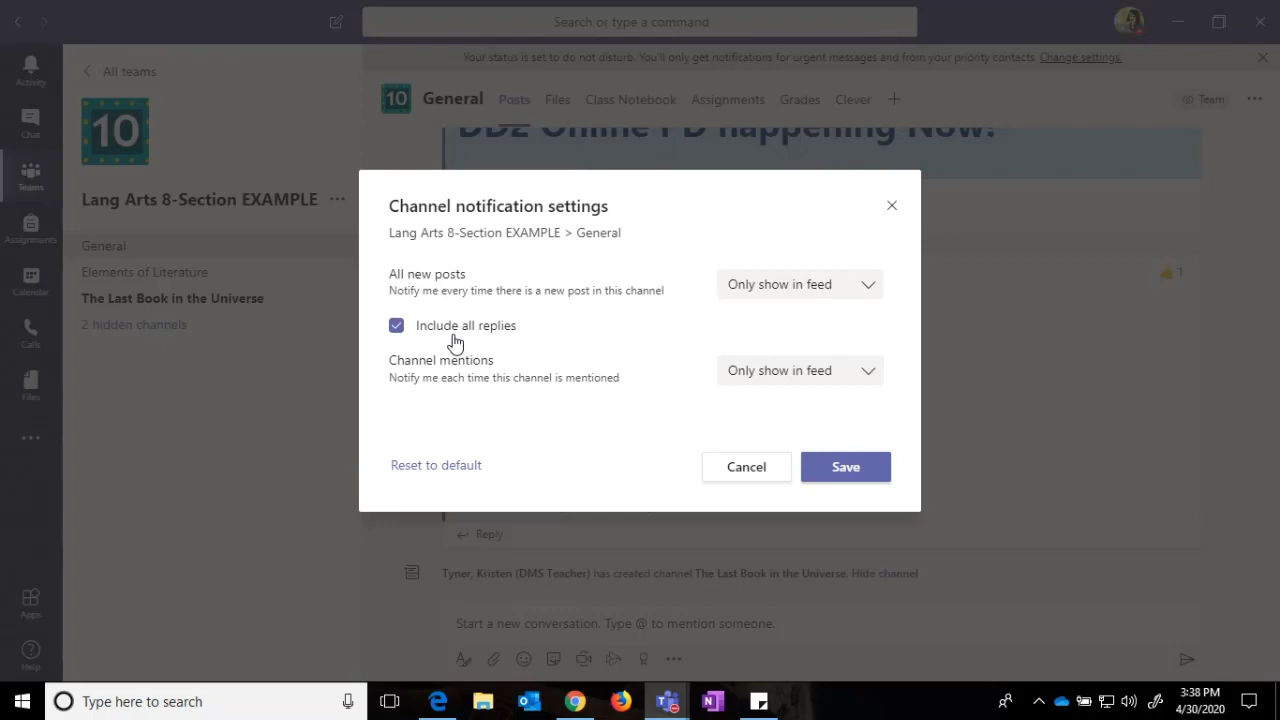 Search or type a command
Your status is set to do not disturb. You'll only get notifications for urgent messages and from your priority contacts. Change settings.
Activity
Chat
Teams
Assignments
Calendar
Calls
Files
Apps
Help
All teams
10
Lang Arts 8-Section EXAMPLE
General
Elements of Literature
The Last Book in the Universe
2 hidden channels
10 General Posts Files Class Notebook Assignments Grades Clever Team
DD2 Online PD happening Now!
1
Channel notification settings
Lang Arts 8-Section EXAMPLE > General
All new posts
Notify me every time there is a new post in this channel
Only show in feed
Include all replies
Channel mentions
Notify me each time this channel is mentioned
Only show in feed
Reset to default
Cancel
Save
Reply
Tyner, Kristen (DMS Teacher) has created channel The Last Book in the Universe. Hide channel
Start a new conversation. Type @ to mention someone.
Type here to search
3:38 PM
4/30/2020